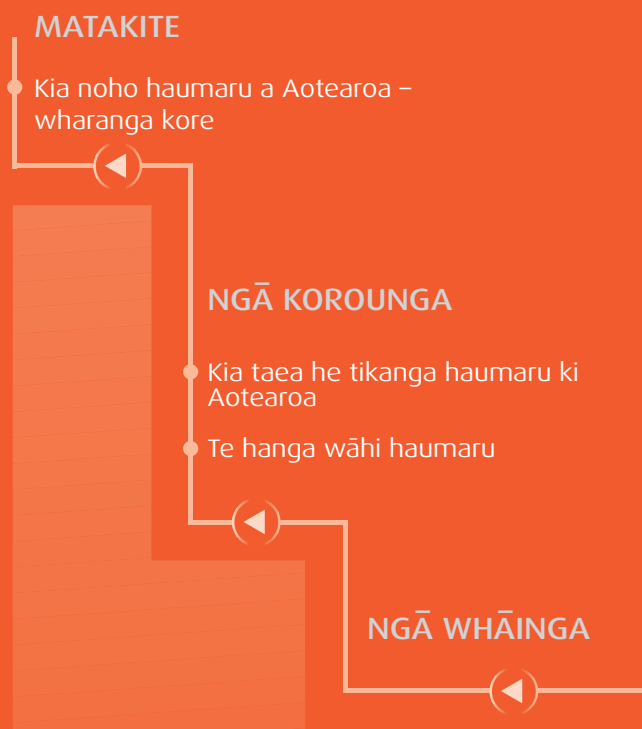 MATAKITE
Kia noho haumaru a Aotearoa –
wharanga kore
NGĀ KOROUNGA
Kia taea he tikanga haumaru ki
Aotearoa
Te hanga wāhi haumaru
NGĀ WHĀINGA